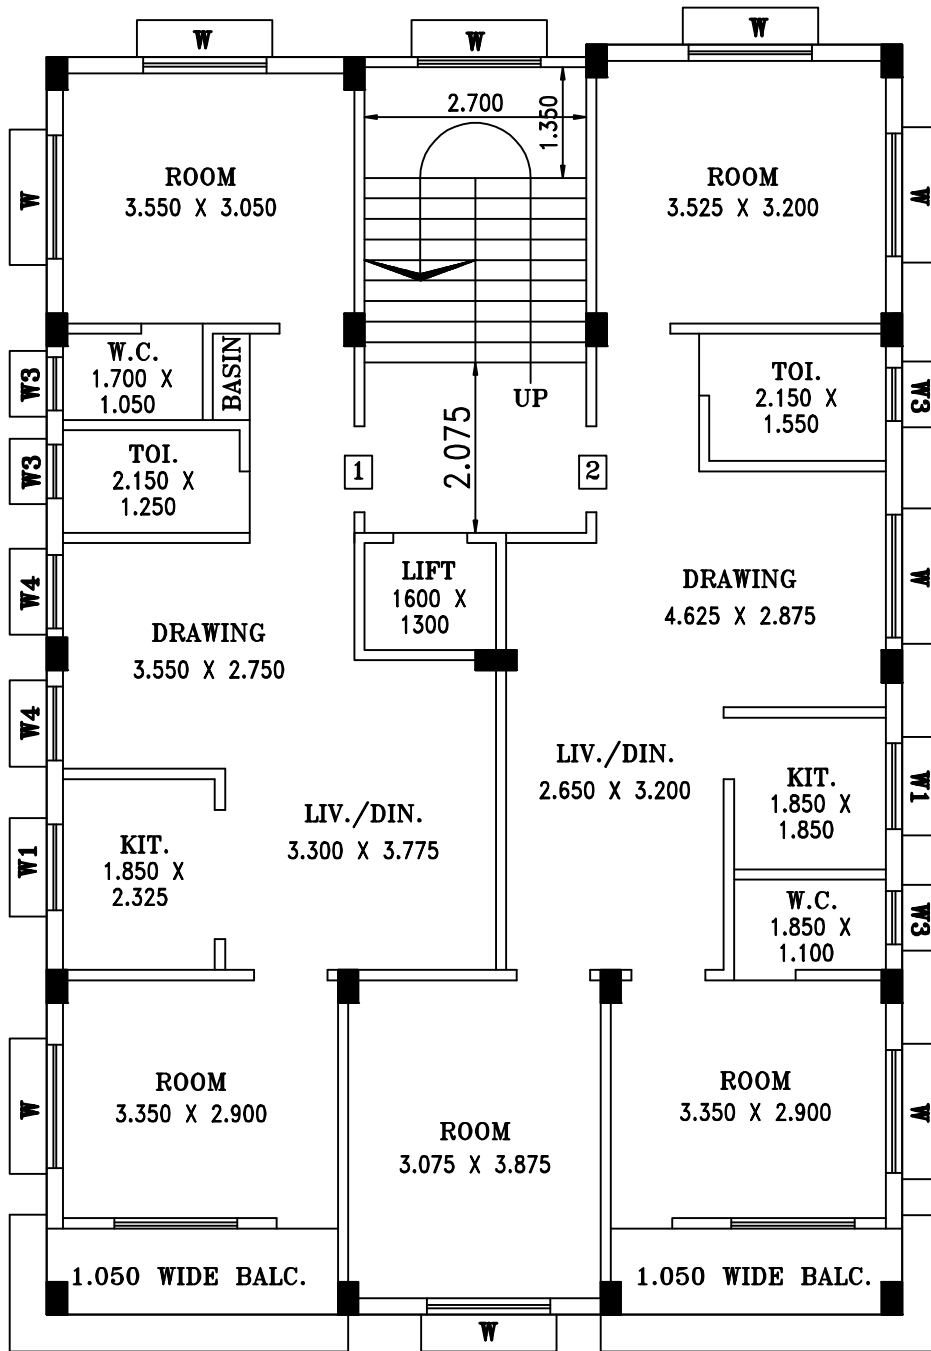 W
W
W
2.700
1.350
ROOM
3.550 X 3.050
ROOM
3.525 X 3.200
W
W
W.C.
1.700 X
1.050
BASIN
W3
UP
TOI.
2.150 X
1.550
W3
TOI.
2.150 X
1.250
W3
1
2.075
2
LIFT
1600 X
1300
W4
DRAWING
3.550 X 2.750
DRAWING
4.625 X 2.875
W
W4
LIV./DIN.
2.650 X 3.200
KIT.
1.850 X
1.850
W1
LIV./DIN.
3.300 X 3.775
KIT.
1.850 X
2.325
W1
W.C.
1.850 X
1.100
W3
ROOM
3.350 X 2.900
W
ROOM
3.075 X 3.875
ROOM
3.350 X 2.900
W
1.050 WIDE BALC.
1.050 WIDE BALC.
W